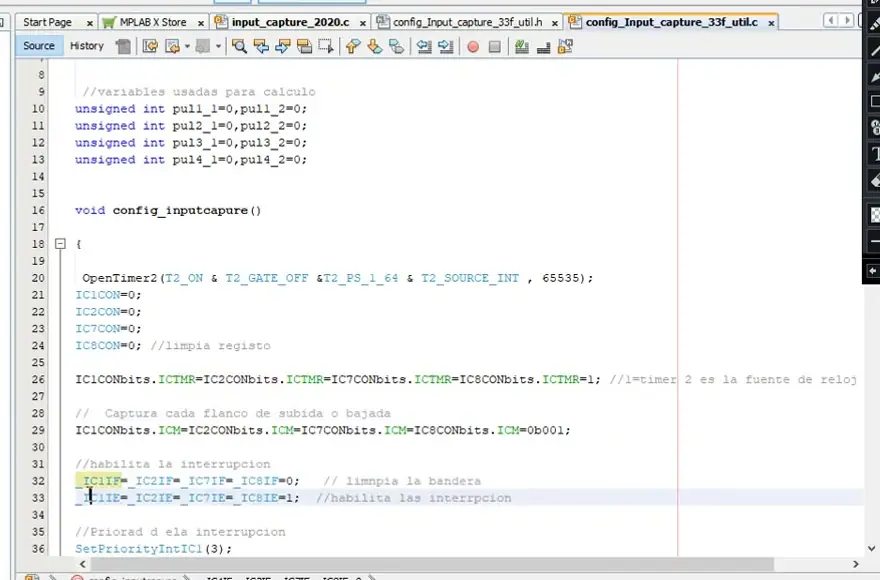 Start Page MPLAB X Store input_capture_2020.c config_Input_capture_33f_util.h config_Input_capture_33f_util.c
Source History
8
9 //variables usadas para calculo
10 unsigned int pul1_1=0,pul1_2=0;
11 unsigned int pul2_1=0,pul2_2=0;
12 unsigned int pul3_1=0,pul3_2=0;
13 unsigned int pul4_1=0,pul4_2=0;
14
15
16 void config_inputcapure()
17
18 {
19
20 OpenTimer2(T2_ON & T2_GATE_OFF &T2_PS_1_64 & T2_SOURCE_INT , 65535);
21 IC1CON=0;
22 IC2CON=0;
23 IC7CON=0;
24 IC8CON=0; //limpia registo
25
26 IC1CONbits.ICTMR=IC2CONbits.ICTMR=IC7CONbits.ICTMR=IC8CONbits.ICTMR=1; //1=timer 2 es la fuente de reloj
27
28 // Captura cada flanco de subida o bajada
29 IC1CONbits.ICM=IC2CONbits.ICM=IC7CONbits.ICM=IC8CONbits.ICM=0b001;
30
31 //habilita la interrupcion
32 _IC1IF=_IC2IF=_IC7IF=_IC8IF=0; // limnpia la bandera
33 _IC1IE=_IC2IE=_IC7IE=_IC8IE=1; //habilita las interrpcion
34
35 //Priorad d ela interrupcion
36 SetPriorityIntIC1(3);